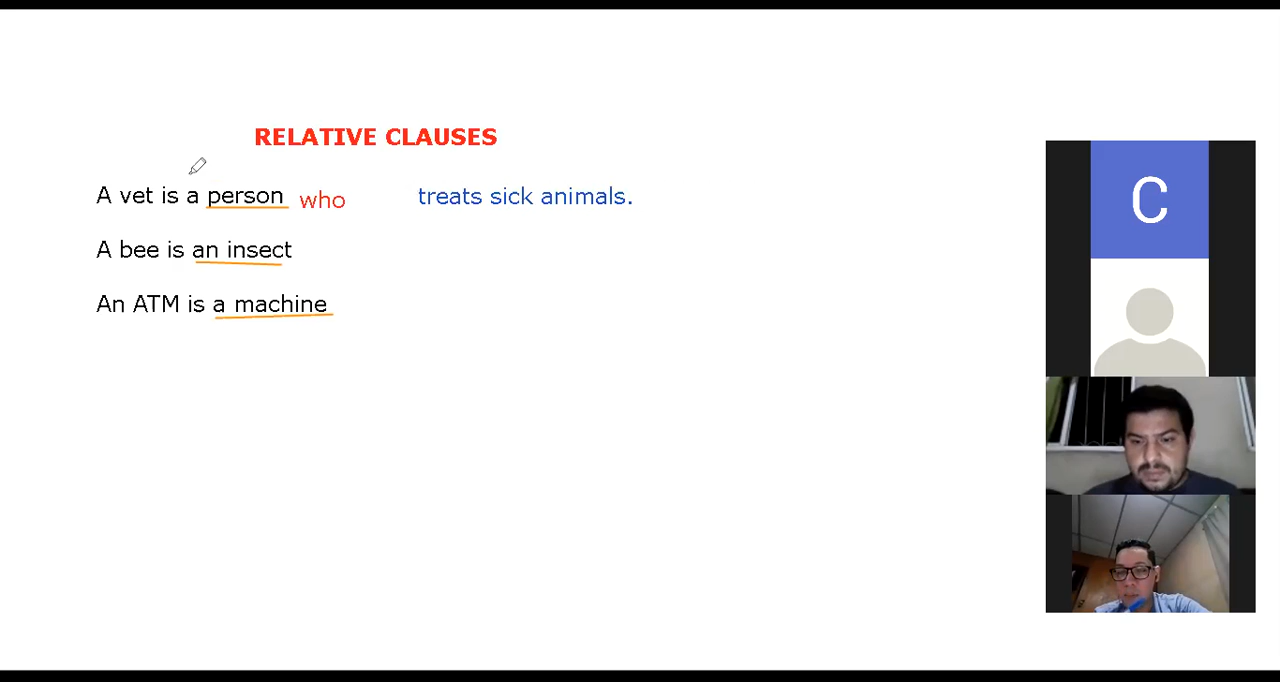 RELATIVE CLAUSES
A vet is a person who treats sick animals.
A bee is an insect
An ATM is a machine
C